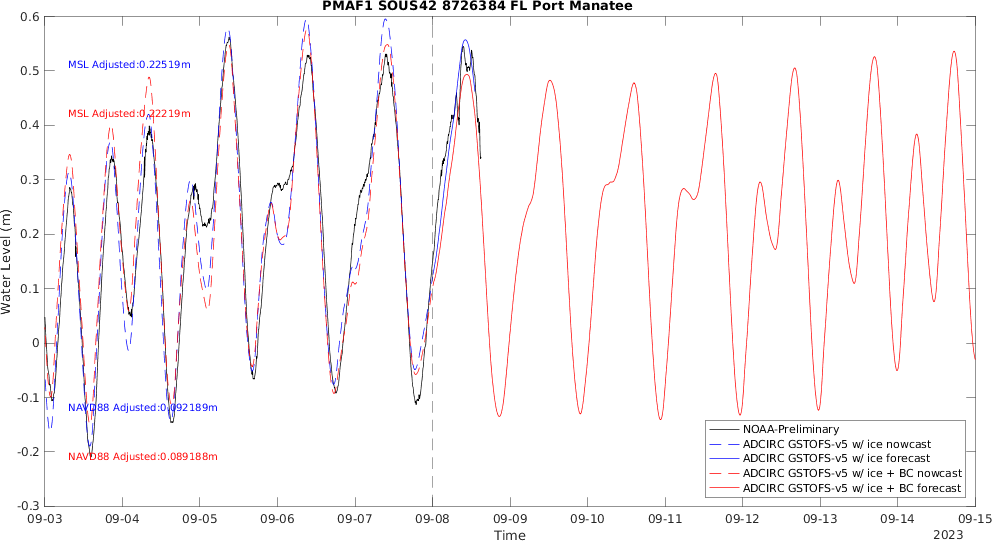 PMAF1 SOUS42 8726384 FL Port Manatee
0.6
0.5
0.4
0.3
0.2
0.1
0
-0.1
-0.2
-0.3
Water Level (m)
MSL Adjusted:0.22519m
MSL Adjusted:0.22219m
NAVD88 Adjusted:0.092189m
NAVD88 Adjusted:0.089188m
NOAA-Preliminary
ADCIRC GSTOFS-v5 w/ ice nowcast
ADCIRC GSTOFS-v5 w/ ice forecast
ADCIRC GSTOFS-v5 w/ ice + BC nowcast
ADCIRC GSTOFS-v5 w/ ice + BC forecast
09-03 09-04 09-05 09-06 09-07 09-08 09-09 09-10 09-11 09-12 09-13 09-14 09-15
Time
2023